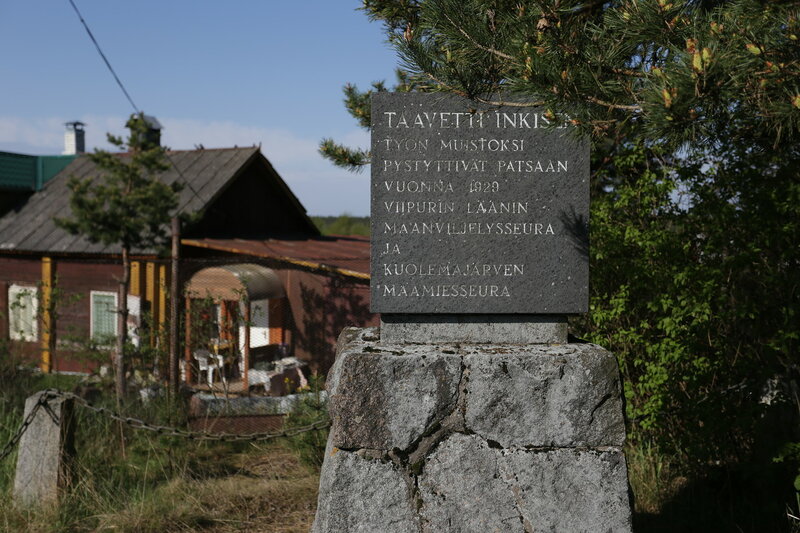 TAAVETTI INKISEN
TYÖN MUISTOKSI
PYSTYTTIVÄT PATSAAN
VUONNA 1929
VIIPURIN LÄÄNIN
MAANVILJELYSSEURA
JA
KUOLEMAJÄRVEN
MAAMIESSEURA